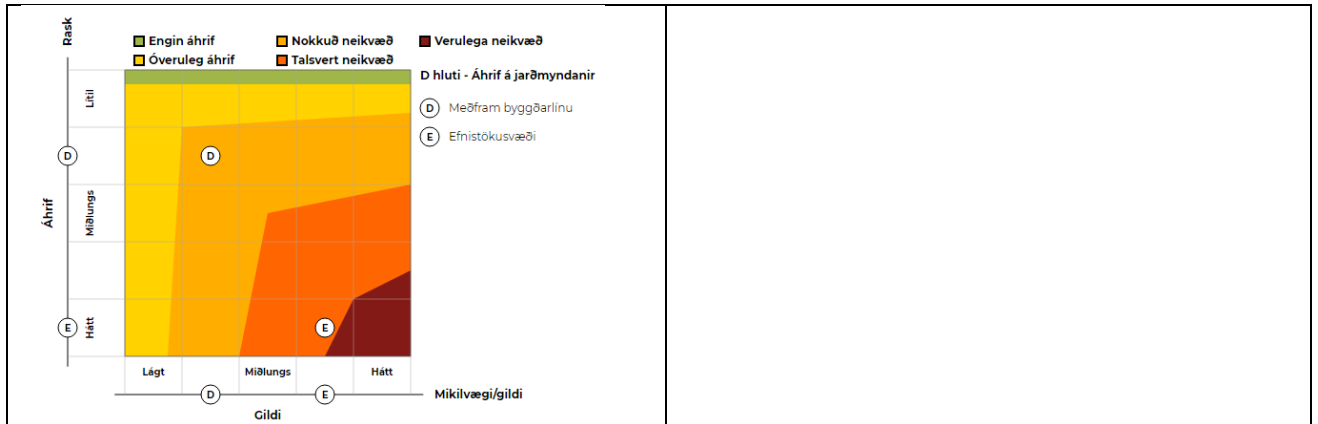 Rask
Engin áhrif
Nokkuð neikvæð
Verulega neikvæð
Óveruleg áhrif
Talsvert neikvæð
D hluti - Áhrif á jarðmyndanir
D Meðfram byggðarlínu
E Efnistökusvæði
Lítil
D
D
Miðlungs
Áhrif
E
Hátt
E
Lágt
Miðlungs
Hátt
D
E
Mikilvægi/gildi
Gildi